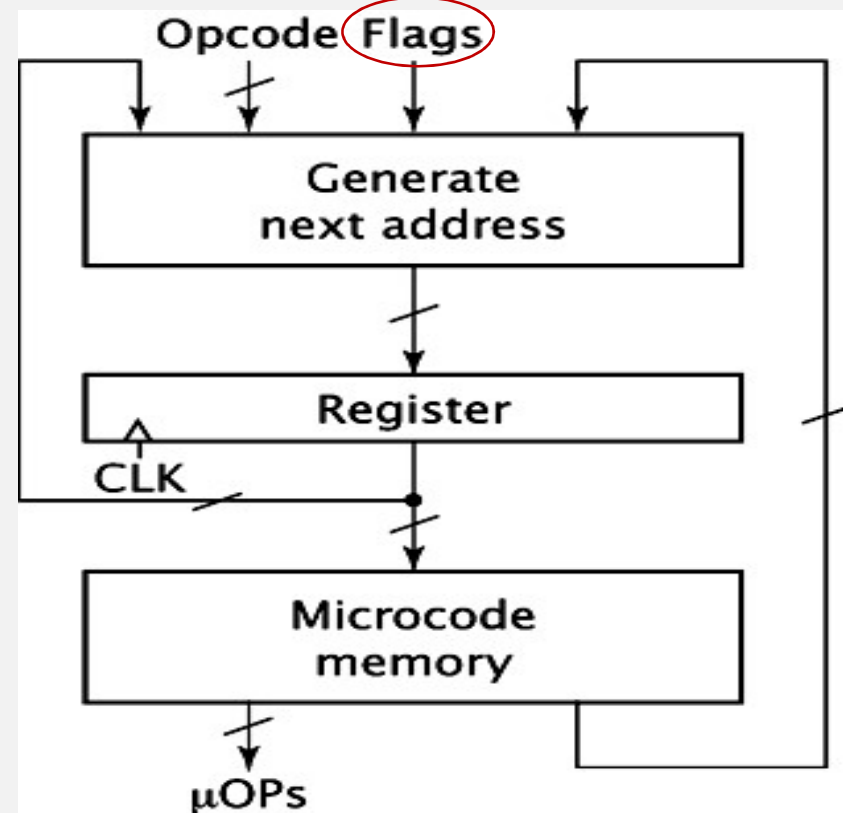 Opcode Flags
Generate
next address
Register
CLK
Microcode
memory
μOPs